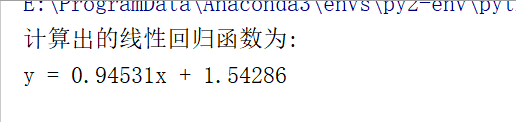 E:\ProgramData\Anaconda3\envs\py2-env\pyt
计算出的线性回归函数为:
y = 0.94531x + 1.54286